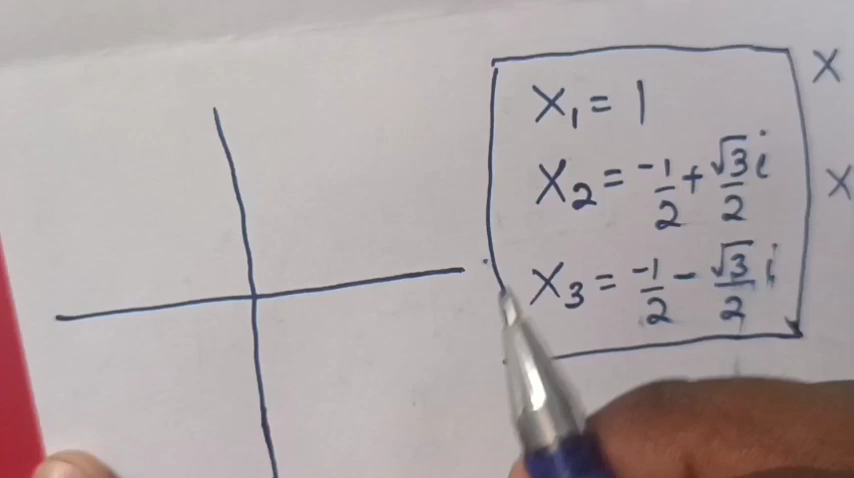 X₁ = 1
X₂ = -1/2 + √3/2 i
X₃ = -1/2 - √3/2 i
X
X